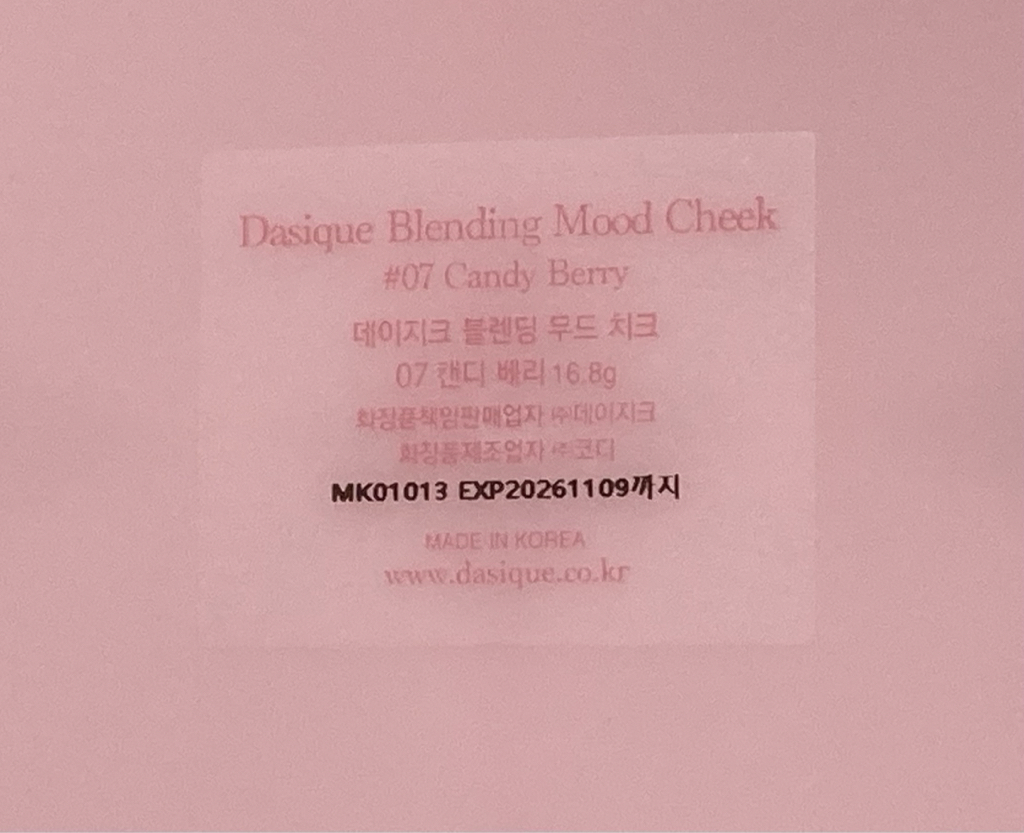 Dasique Blending Mood Cheek
#07 Candy Berry
데이지크 블렌딩 무드 치크
07 캔디 베리 16.8g
화장품책임판매업자 ㈜데이지크
화장품제조업자 ㈜코디
MK01013 EXP20261109까지
MADE IN KOREA
www.dasique.co.kr